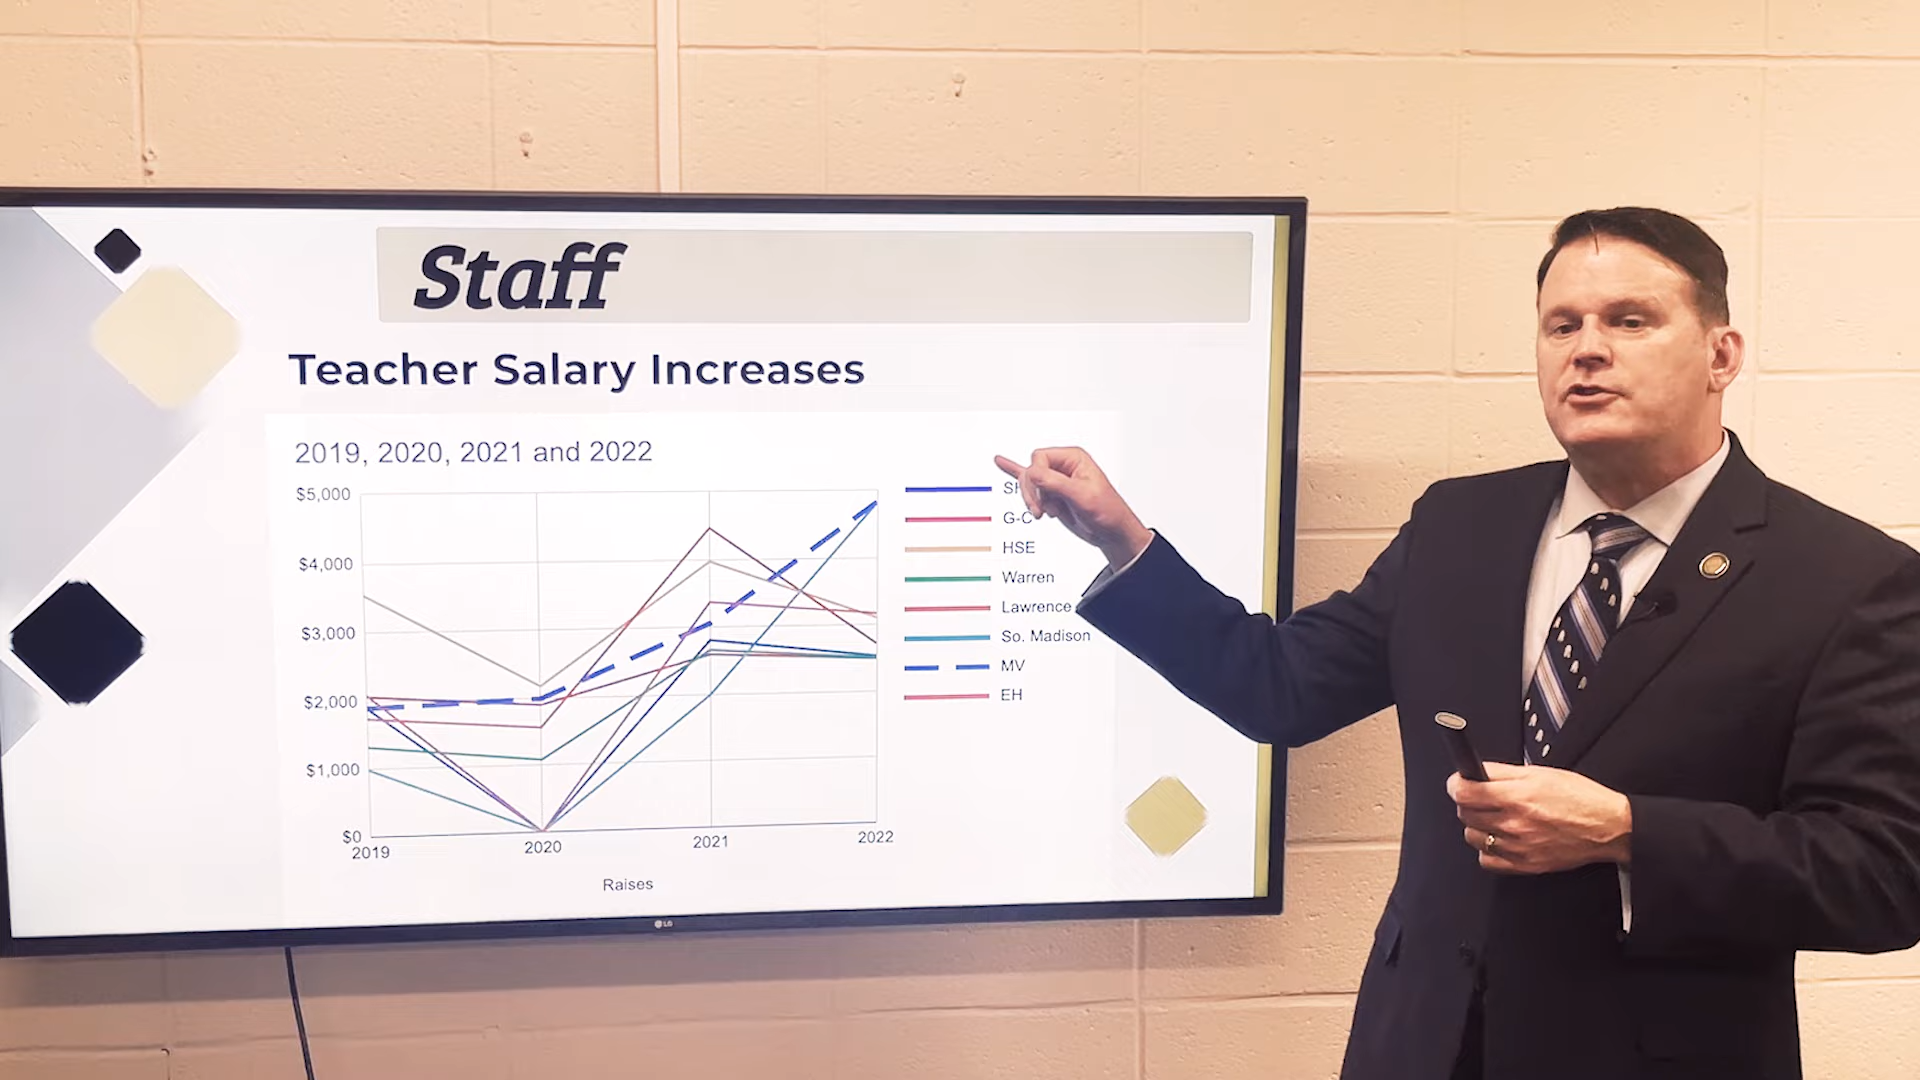 Staff
Teacher Salary Increases
2019, 2020, 2021 and 2022
$5,000
$4,000
$3,000
$2,000
$1,000
$0
2019
2020
2021
2022
Raises
G-C
HSE
Warren
Lawrence
So. Madison
MV
EH
LG